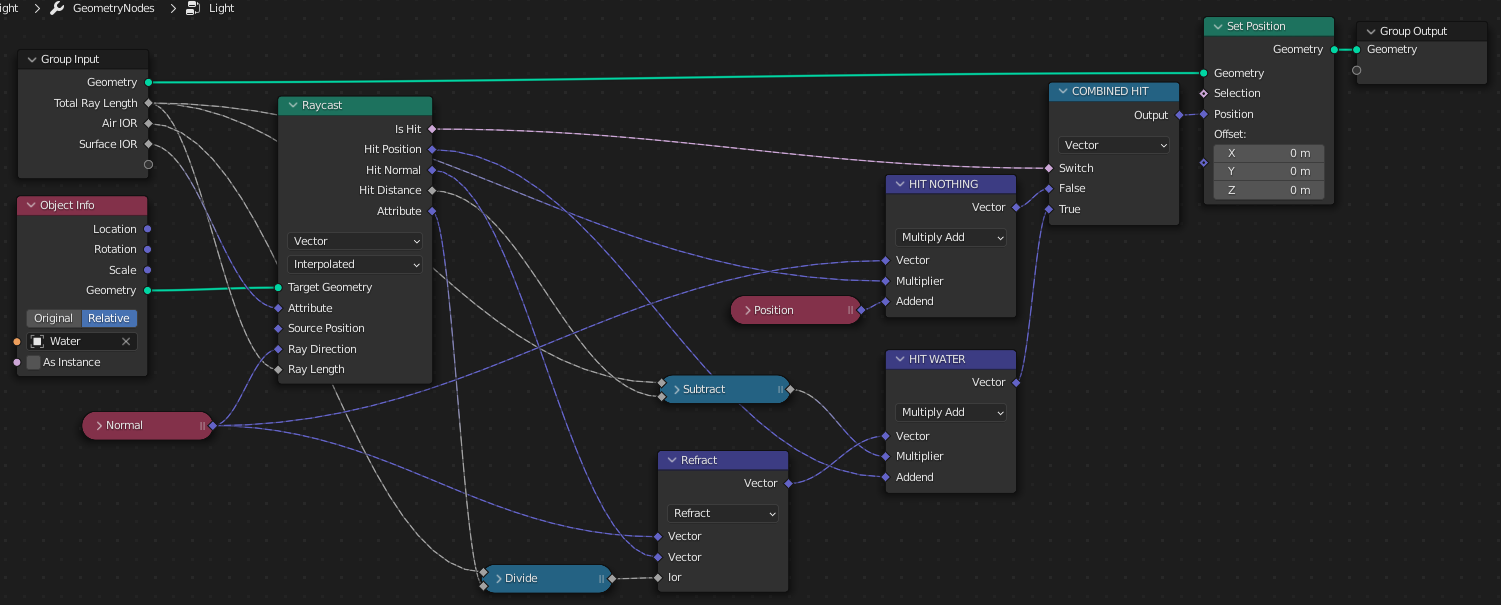 ight > GeometryNodes > Light
Group Input
Geometry
Total Ray Length
Air IOR
Surface IOR
Object Info
Location
Rotation
Scale
Geometry
Original Relative
Water
As Instance
Normal
Raycast
Is Hit
Hit Position
Hit Normal
Hit Distance
Attribute
Vector
Interpolated
Target Geometry
Attribute
Source Position
Ray Direction
Ray Length
Divide
Subtract
Refract
Vector
Refract
Vector
Vector
Ior
Position
HIT NOTHING
Vector
Multiply Add
Vector
Multiplier
Addend
HIT WATER
Vector
Multiply Add
Vector
Multiplier
Addend
COMBINED HIT
Output
Vector
Switch
False
True
Set Position
Geometry
Geometry
Selection
Position
Offset:
X 0 m
Y 0 m
Z 0 m
Group Output
Geometry